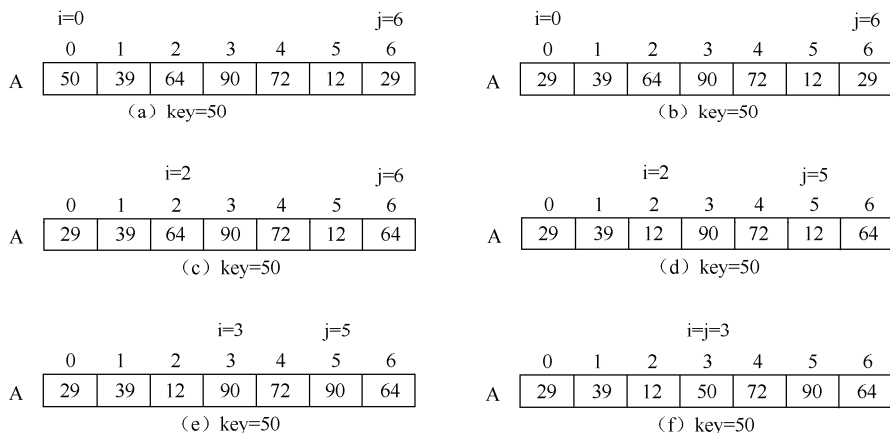 i=0 j=6
0 1 2 3 4 5 6
A 50 39 64 90 72 12 29
（a）key=50
i=0 j=6
0 1 2 3 4 5 6
A 29 39 64 90 72 12 29
（b）key=50
i=2 j=6
0 1 2 3 4 5 6
A 29 39 64 90 72 12 64
（c）key=50
i=2 j=5
0 1 2 3 4 5 6
A 29 39 12 90 72 12 64
（d）key=50
i=3 j=5
0 1 2 3 4 5 6
A 29 39 12 90 72 90 64
（e）key=50
i=j=3
0 1 2 3 4 5 6
A 29 39 12 50 72 90 64
（f）key=50